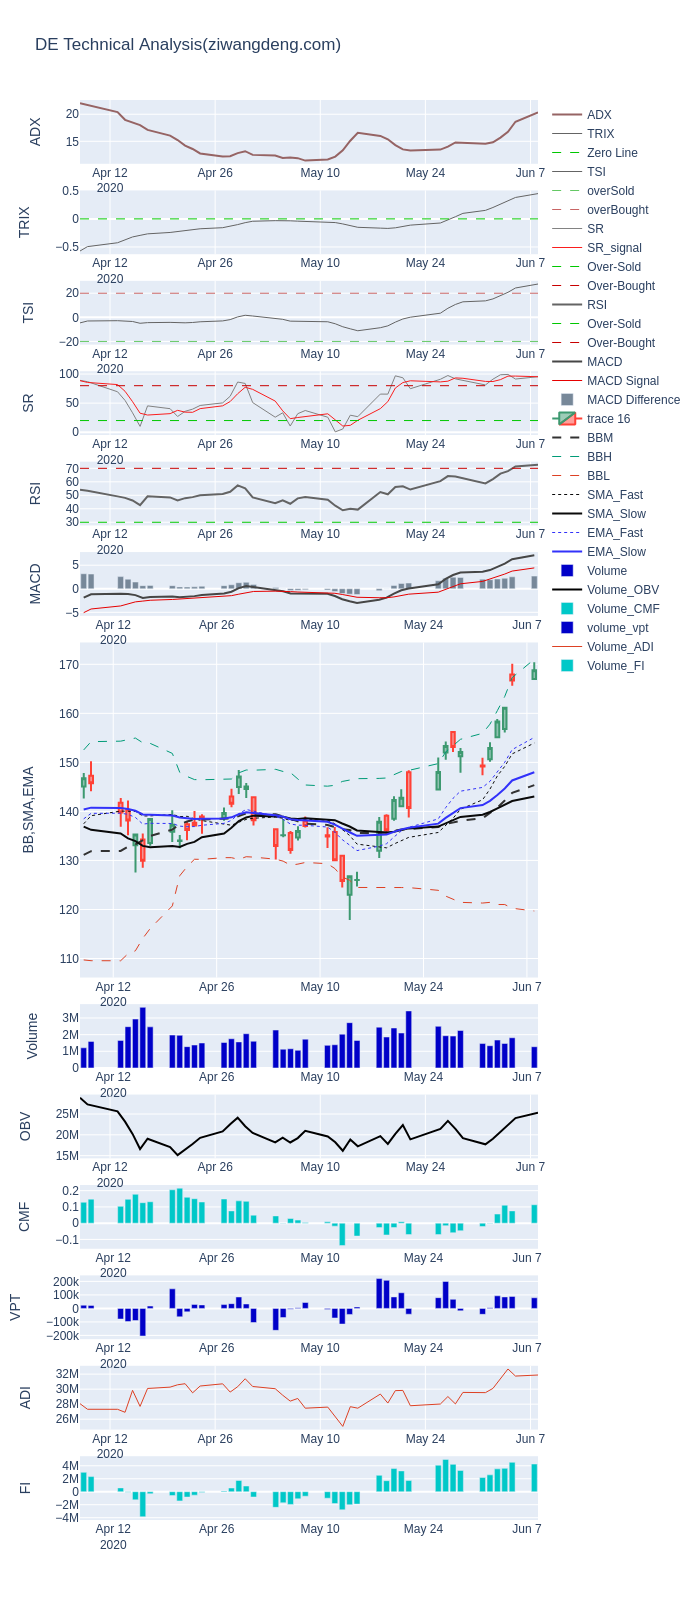 DE Technical Analysis(ziwangdeng.com)
ADX
20
15
Apr 12
2020
Apr 26
May 10
May 24
Jun 7
TRIX
0.5
0
−0.5
Apr 12
2020
Apr 26
May 10
May 24
Jun 7
TSI
20
0
−20
Apr 12
2020
Apr 26
May 10
May 24
Jun 7
SR
100
50
0
Apr 12
2020
Apr 26
May 10
May 24
Jun 7
RSI
70
60
50
40
30
Apr 12
2020
Apr 26
May 10
May 24
Jun 7
MACD
5
0
−5
Apr 12
2020
Apr 26
May 10
May 24
Jun 7
BB,SMA,EMA
170
160
150
140
130
120
110
Apr 12
2020
Apr 26
May 10
May 24
Jun 7
Volume
3M
2M
1M
0
Apr 12
2020
Apr 26
May 10
May 24
Jun 7
OBV
25M
20M
15M
Apr 12
2020
Apr 26
May 10
May 24
Jun 7
CMF
0.2
0.1
0
−0.1
Apr 12
2020
Apr 26
May 10
May 24
Jun 7
VPT
200k
100k
0
−100k
−200k
Apr 12
2020
Apr 26
May 10
May 24
Jun 7
ADI
32M
30M
28M
26M
Apr 12
2020
Apr 26
May 10
May 24
Jun 7
FI
4M
2M
0
−2M
−4M
Apr 12
2020
Apr 26
May 10
May 24
Jun 7
ADX
TRIX
Zero Line
TSI
overSold
overBought
SR
SR_signal
Over-Sold
Over-Bought
RSI
Over-Sold
Over-Bought
MACD
MACD Signal
MACD Difference
trace 16
BBM
BBH
BBL
SMA_Fast
SMA_Slow
EMA_Fast
EMA_Slow
Volume
Volume_OBV
Volume_CMF
volume_vpt
Volume_ADI
Volume_FI